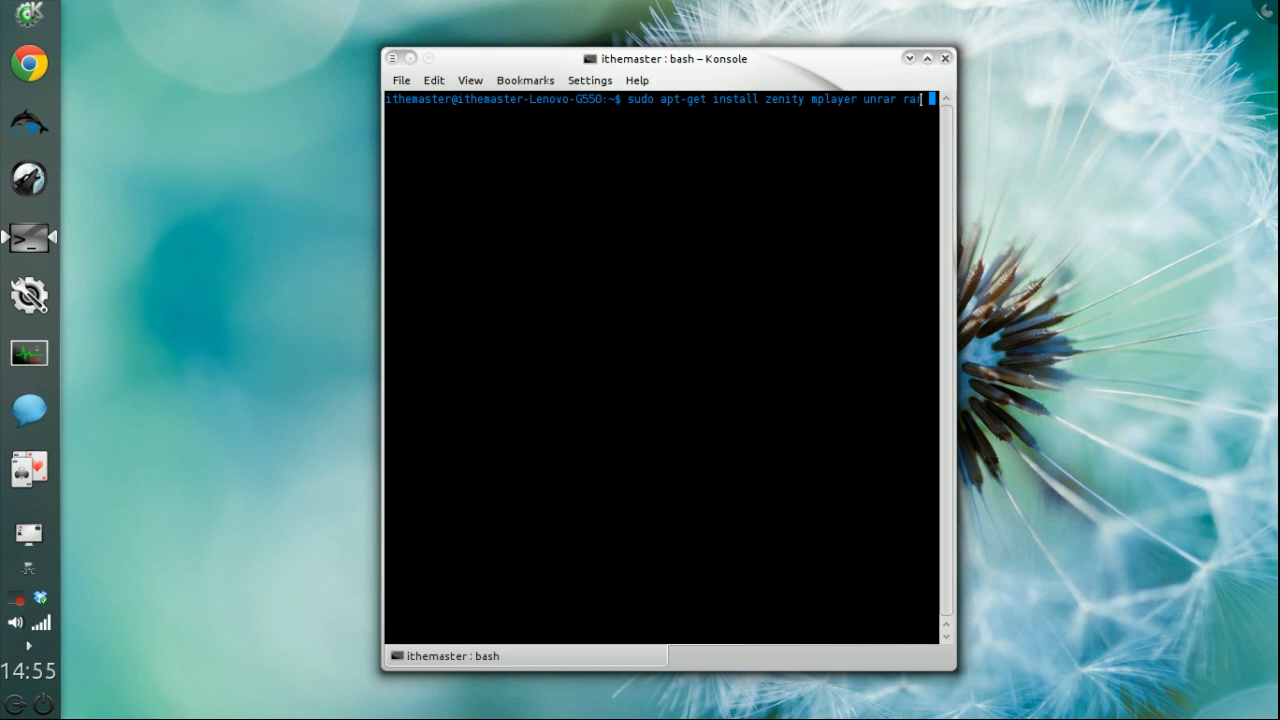 ithemaster : bash – Konsole
File Edit View Bookmarks Settings Help
ithemaster@ithemaster-Lenovo-G550:~$ sudo apt-get install zenity mplayer unrar rar
ithemaster : bash
-2°C
14:55